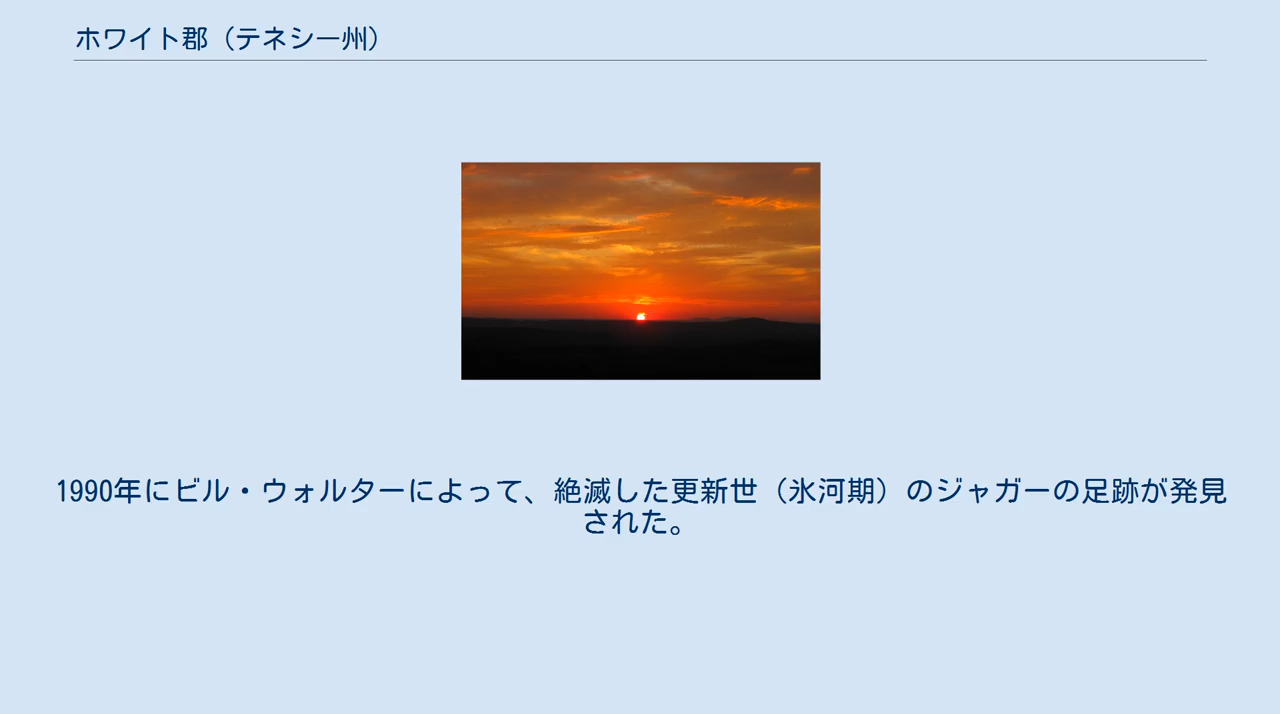 ホワイト郡（テネシー州）
1990年にビル・ウォルターによって、絶滅した更新世（氷河期）のジャガーの足跡が発見
された。